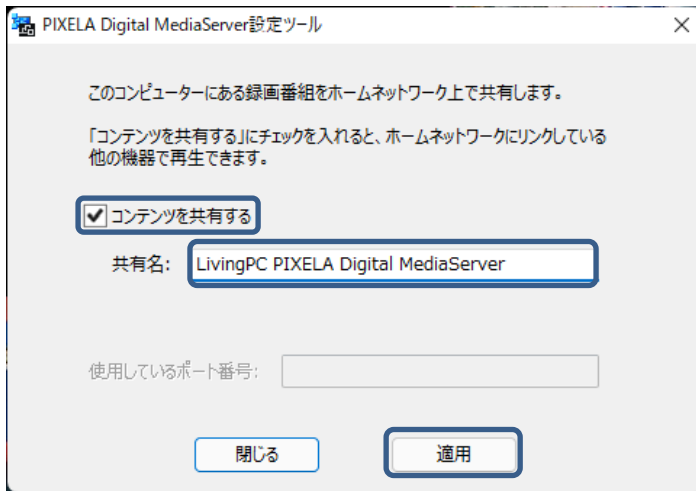 PIXELA Digital MediaServer設定ツール
このコンピューターにある録画番組をホームネットワーク上で共有します。
「コンテンツを共有する」にチェックを入れると、ホームネットワークにリンクしている
他の機器で再生できます。
コンテンツを共有する
共有名: LivingPC PIXELA Digital MediaServer
使用しているポート番号:
閉じる 適用